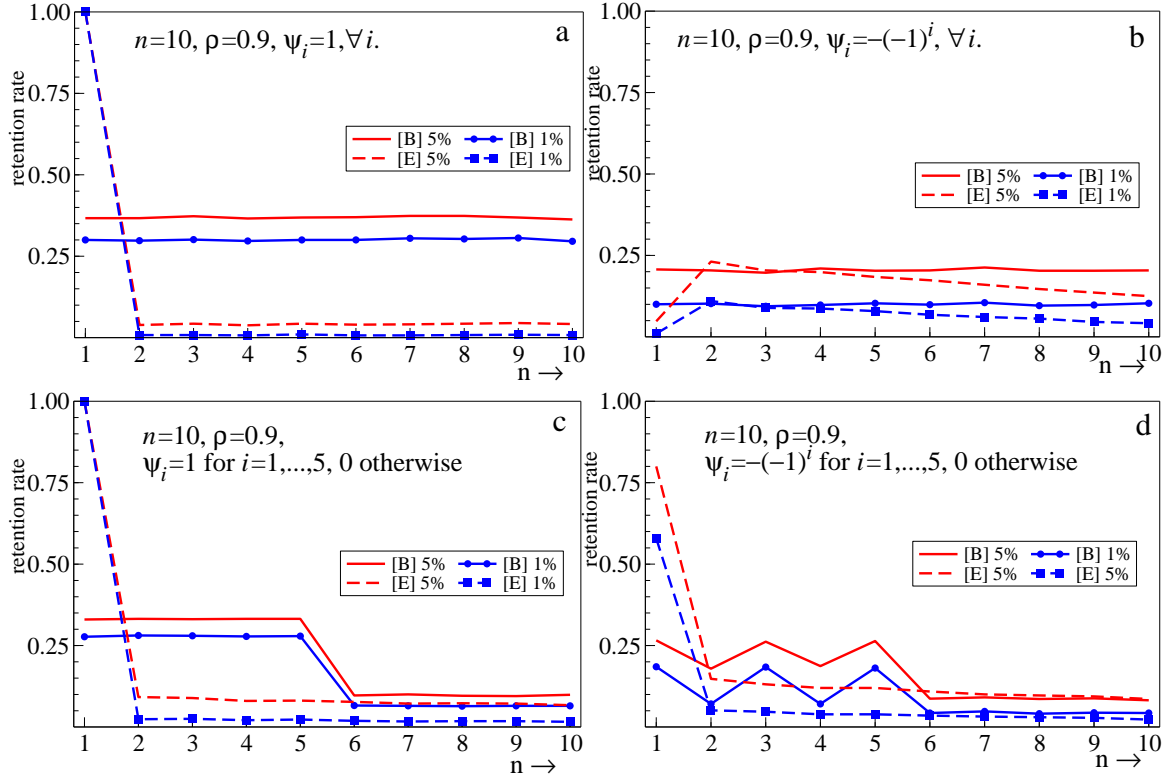 a
n=10, ρ=0.9, ψ_i=1,∀i.
retention rate
1.00
0.75
0.50
0.25
[B] 5% [B] 1%
[E] 5% [E] 1%
1 2 3 4 5 6 7 8 9 10
n →
b
n=10, ρ=0.9, ψ_i=−(−1)^i, ∀i.
retention rate
1.00
0.75
0.50
0.25
[B] 5% [B] 1%
[E] 5% [E] 1%
1 2 3 4 5 6 7 8 9 10
n →
c
n=10, ρ=0.9,
ψ_i=1 for i=1,...,5, 0 otherwise
retention rate
1.00
0.75
0.50
0.25
[B] 5% [B] 1%
[E] 5% [E] 1%
1 2 3 4 5 6 7 8 9 10
n →
d
n=10, ρ=0.9,
ψ_i=−(−1)^i for i=1,...,5, 0 otherwise
retention rate
1.00
0.75
0.50
0.25
[B] 5% [B] 1%
[E] 5% [E] 5%
1 2 3 4 5 6 7 8 9 10
n →